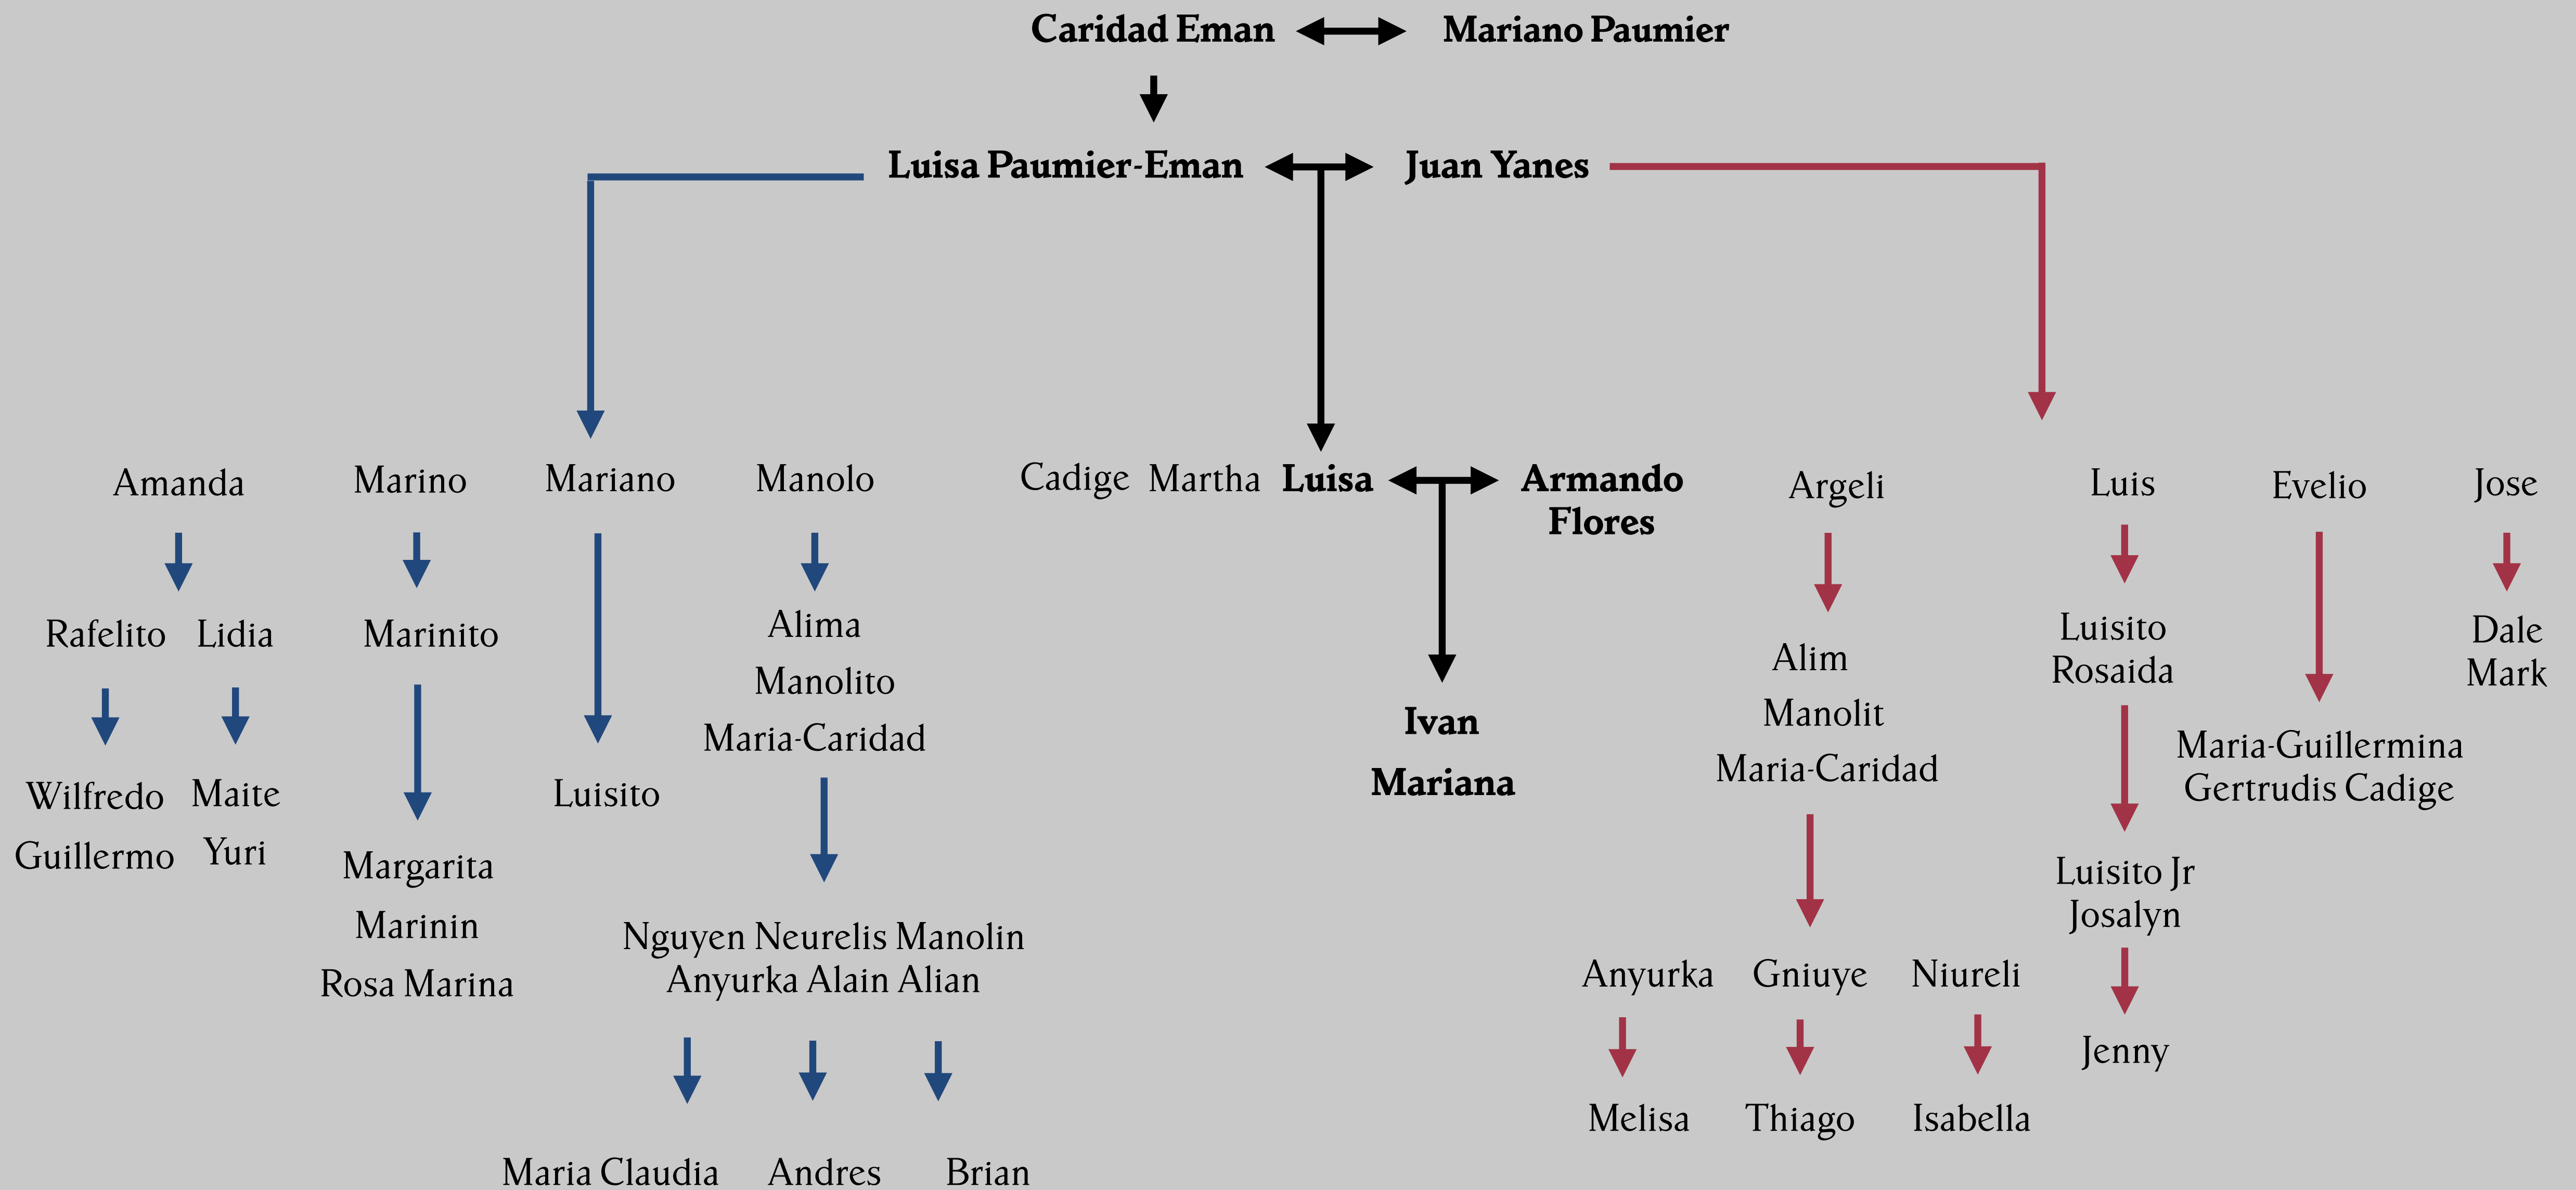 Caridad Eman Mariano Paumier
Luisa Paumier-Eman Juan Yanes
Amanda Marino Mariano Manolo Cadige Martha Luisa Armando Flores Argeli Luis Evelio Jose
Rafelito Lidia
Wilfredo
Guillermo
Maite
Yuri
Marinito
Margarita
Marinin
Rosa Marina
Luisito
Alima
Manolito
Maria-Caridad
Nguyen Neurelis Manolin
Anyurka Alain Alian
Maria Claudia Andres Brian
Ivan
Mariana
Alim
Manolit
Maria-Caridad
Anyurka Gniuye Niureli
Melisa Thiago Isabella
Luisito
Rosaida
Luisito Jr
Josalyn
Jenny
Maria-Guillermina
Gertrudis Cadige
Dale
Mark